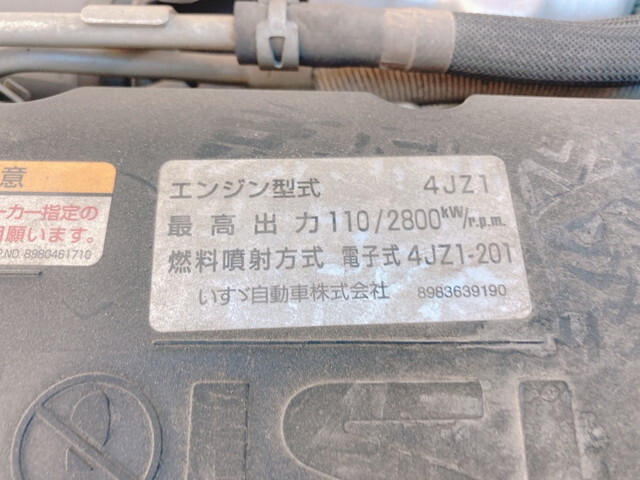 意
ーカー指定の
用願います。
P.NO 8980461710
エンジン型式 4JZ1
最高出力 110/2800kW/r.p.m.
燃料噴射方式 電子式 4JZ1-201
いすゞ自動車株式会社 8983639190